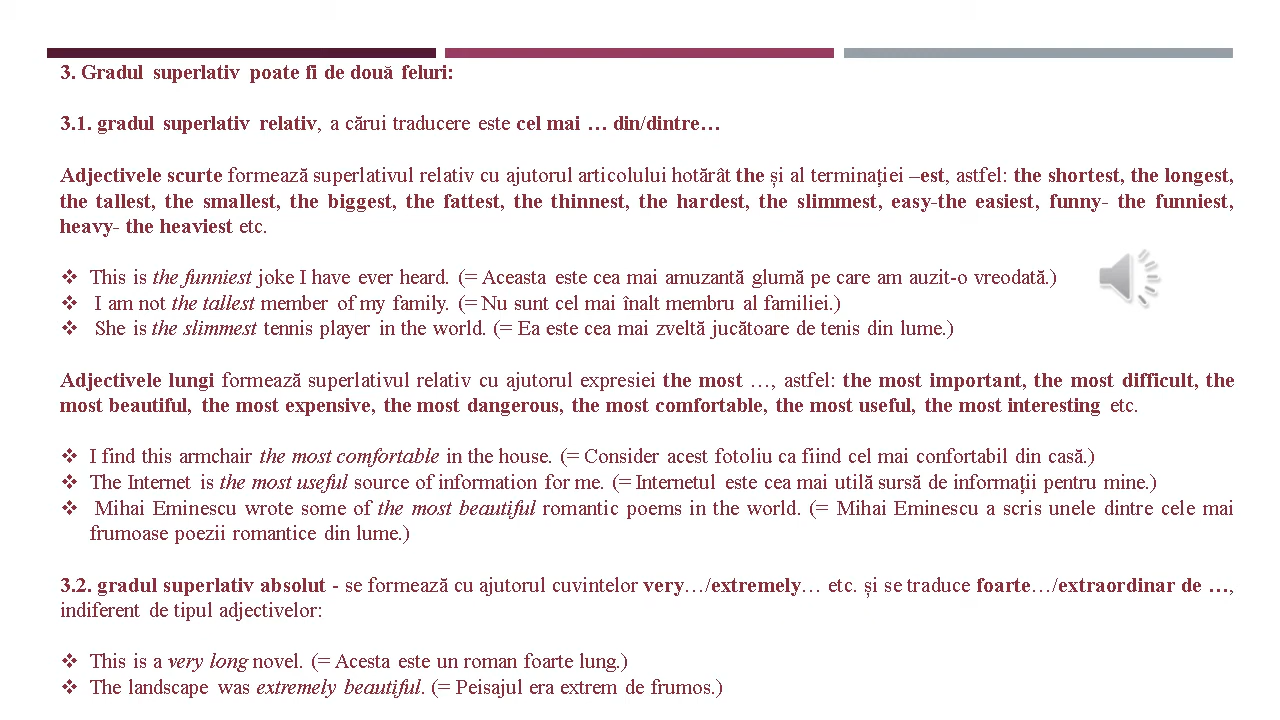 3. Gradul superlativ poate fi de două feluri:
3.1. gradul superlativ relativ, a cărui traducere este cel mai … din/dintre…
Adjectivele scurte formează superlativul relativ cu ajutorul articolului hotărât the și al terminației –est, astfel: the shortest, the longest,
the tallest, the smallest, the biggest, the fattest, the thinnest, the hardest, the slimmest, easy-the easiest, funny- the funniest,
heavy- the heaviest etc.
❖ This is the funniest joke I have ever heard. (= Aceasta este cea mai amuzantă glumă pe care am auzit-o vreodată.)
❖ I am not the tallest member of my family. (= Nu sunt cel mai înalt membru al familiei.)
❖ She is the slimmest tennis player in the world. (= Ea este cea mai zveltă jucătoare de tenis din lume.)
Adjectivele lungi formează superlativul relativ cu ajutorul expresiei the most …, astfel: the most important, the most difficult, the
most beautiful, the most expensive, the most dangerous, the most comfortable, the most useful, the most interesting etc.
❖ I find this armchair the most comfortable in the house. (= Consider acest fotoliu ca fiind cel mai confortabil din casă.)
❖ The Internet is the most useful source of information for me. (= Internetul este cea mai utilă sursă de informații pentru mine.)
❖ Mihai Eminescu wrote some of the most beautiful romantic poems in the world. (= Mihai Eminescu a scris unele dintre cele mai
frumoase poezii romantice din lume.)
3.2. gradul superlativ absolut - se formează cu ajutorul cuvintelor very…/extremely… etc. și se traduce foarte…/extraordinar de …,
indiferent de tipul adjectivelor:
❖ This is a very long novel. (= Acesta este un roman foarte lung.)
❖ The landscape was extremely beautiful. (= Peisajul era extrem de frumos.)